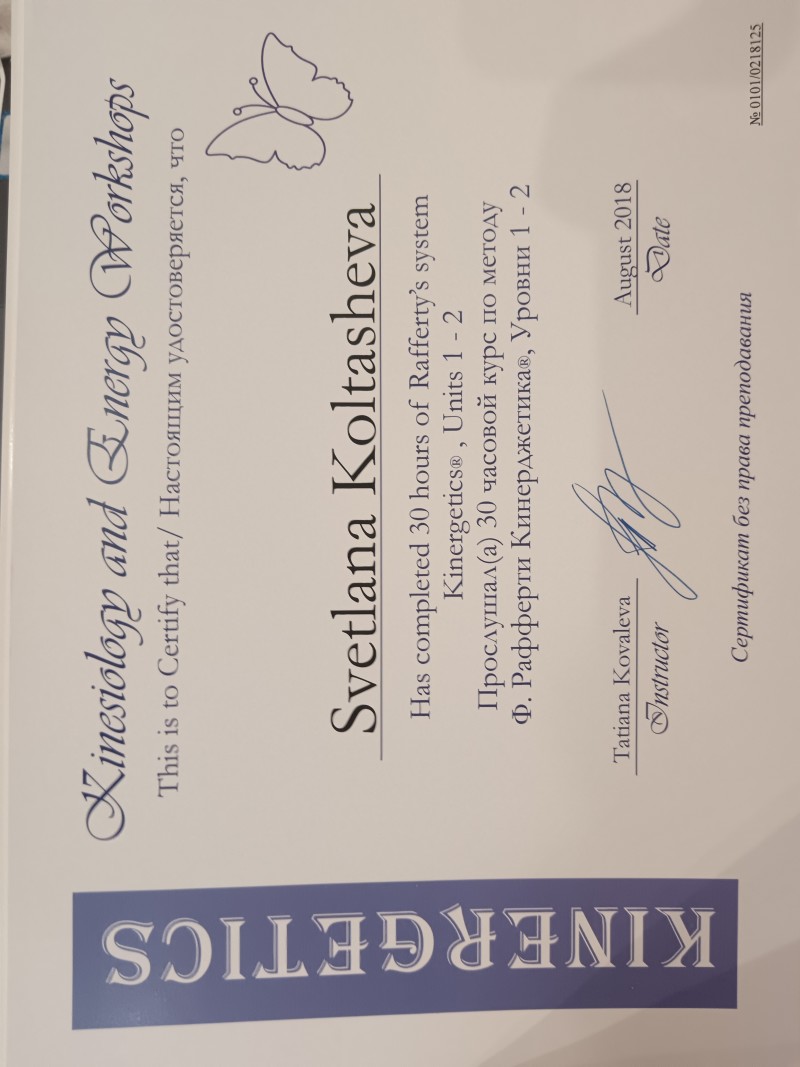 KINERGETICS
Kinesiology and Energy Workshops
This is to Certify that/ Настоящим удостоверяется, что
Svetlana Koltasheva
Has completed 30 hours of Rafferty's system
Kinergetics® , Units 1 - 2
Прослушал(а) 30 часовой курс по методу
Ф. Рафферти Кинерджетика®, Уровни 1 - 2
Tatiana Kovaleva
Instructor
August 2018
Date
Сертификат без права преподавания
№ 0101/0218125